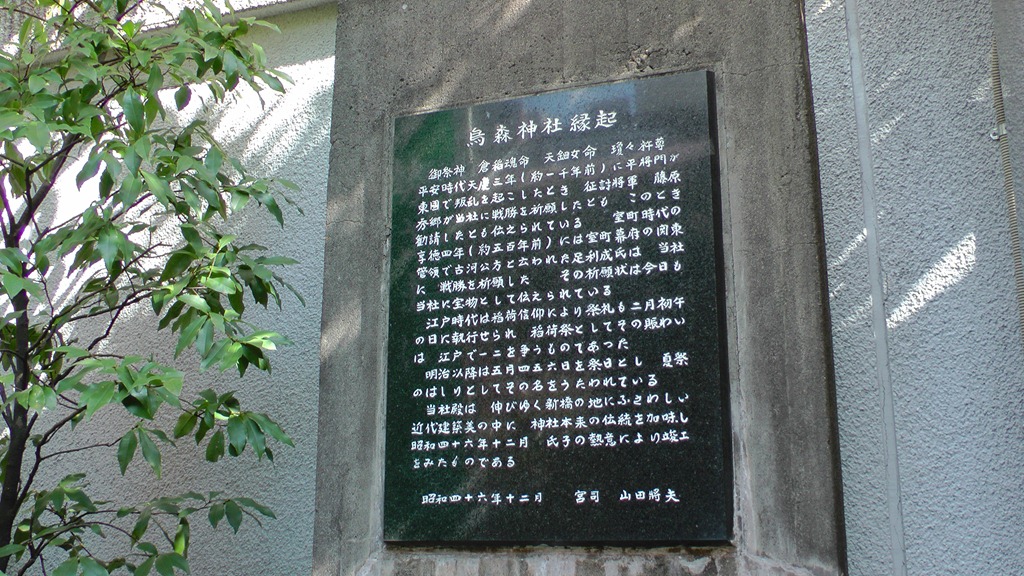 烏森神社縁起
御祭神　倉稲魂命　天鈿女命　瓊々杵尊
平安時代天慶三年(約一千年前)に平将門が
東国で叛乱を起こしたとき　征討将軍　藤原
秀郷が当社に戦勝を祈願したとも　このとき
勧請したとも伝えられている　　室町時代の
享徳四年(約五百年前)には室町幕府の関東
管領で古河公方と云われた足利成氏は　当社
に　戦勝を祈願した　　その祈願状は今日も
当社に宝物として伝えられている
江戸時代は稲荷信仰により祭礼も二月初午
の日に執行せられ　稲荷祭としてその賑わい
は　江戸で一二を争うものであつた
明治以降は五月四五六日を祭日とし　夏祭
のはしりとしてその名をうたわれている
当社殿は　伸びゆく新橋の地にふさわしい
近代建築美の中に　神社本来の伝統を加味し
昭和四十六年十二月　氏子の熱意により竣工
をみたものである
昭和四十六年十二月　　宮司　山田勝夫